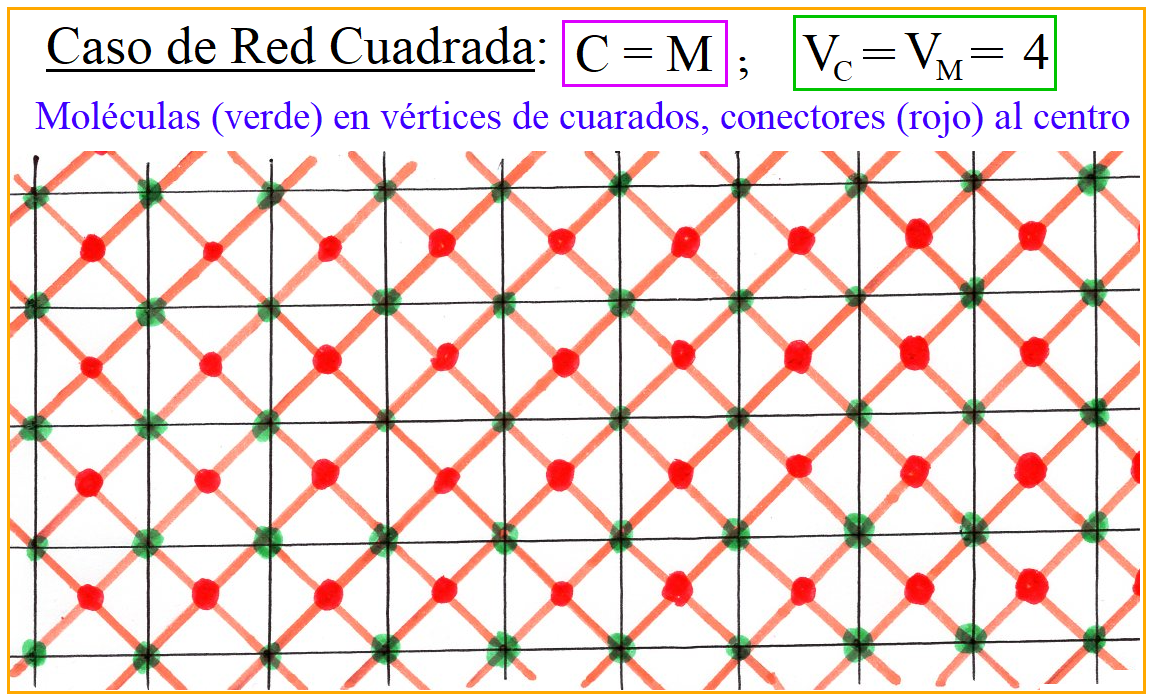 Caso de Red Cuadrada: C = M ; V_C = V_M = 4
Moléculas (verde) en vértices de cuarados, conectores (rojo) al centro